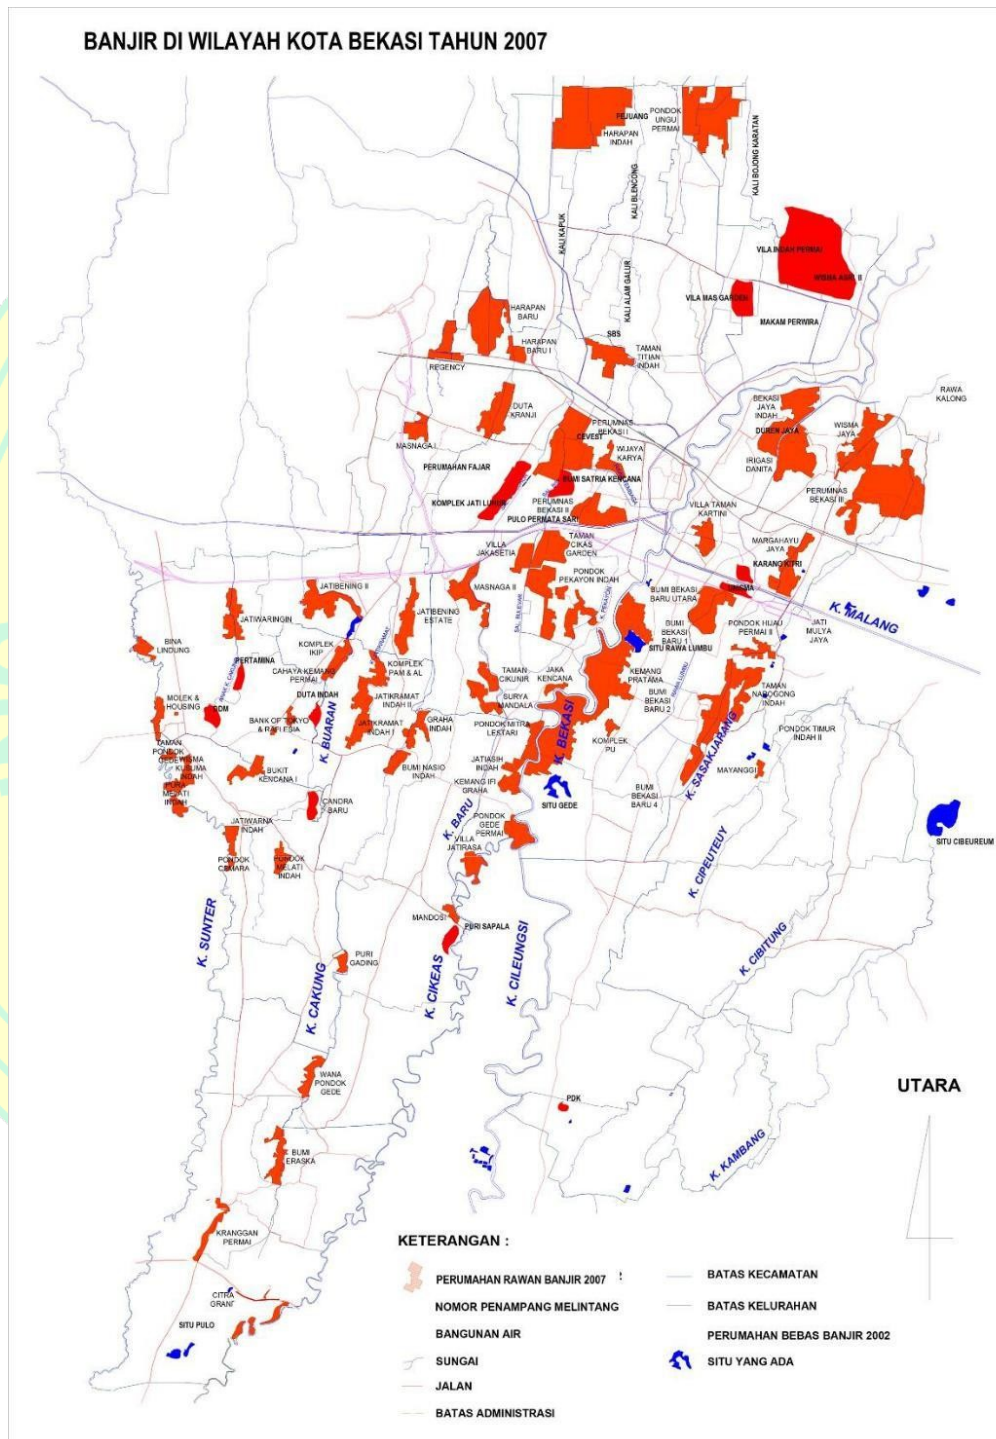 BANJIR DI WILAYAH KOTA BEKASI TAHUN 2007
PEJUANG
HARAPAN
INDAH
PONDOK
UNGU
PERMAI
KALI BOJONG KARATAN
KALI BLENCONG
KALI KAPUK
KALI ALAM GALUR
VILA INDAH PERMAI
WISMA ASRI II
VILA MAS GARDEN
MAKAM PERWIRA
HARAPAN
BARU
HARAPAN
BARU I
REGENCY
SBS
TAMAN
TITIAN
INDAH
RAWA
KALONG
BEKASI
JAYA
INDAH
DUREN JAYA
WISMA
JAYA
IRIGASI
DANITA
PERUMNAS
BEKASI III
DUTA
KRANJI
MASNAGA I
PERUMNAS
BEKASI I
CEVEST
WIJAYA
KARYA
PERUMAHAN FAJAR
KOMPLEK JATI LUHUR
BUMI SATRIA KENCANA
PERUMNAS
BEKASI II
PULO PERMATA SARI
VILLA TAMAN
KARTINI
MARGAHAYU
JAYA
KARANG KITRI
VILLA
JAKASETIA
TAMAN
CIKAS
GARDEN
PONDOK
PEKAYON INDAH
MASNAGA II
BUMI BEKASI
BARU UTARA
K. MALANG
JATI
MULYA
JAYA
PONDOK HIJAU
PERMAI II
BUMI
BEKASI
BARU 1
SITU RAWA LUMBU
JATIBENING II
JATIBENING
ESTATE
JATIWARINGIN
BINA
LINDUNG
KOMPLEK
IKIP
PERTAMINA
CAHAYA KEMANG
PERMAI
KOMPLEK
PAM & AL
TAMAN
CIKUNIR
JAKA
KENCANA
KEMANG
PRATAMA
BUMI
BEKASI
BARU 2
TAMAN
NAROGONG
INDAH
PONDOK TIMUR
INDAH II
MOLEK &
HOUSING
DUTA INDAH
BANK OF TOKYO
& RAFLESIA
K. BUARAN
JATIKRAMAT
INDAH II
JATIKRAMAT
INDAH I
GRAHA
INDAH
SURYA
MANDALA
PONDOK MITRA
LESTARI
K. BEKASI
KOMPLEK
PU
K. SASAKJARANG
MAYANGGI
TAMAN
PONDOK
GEDE
WISMA
KUSUMA
INDAH
PURI
MELATI
INDAH
BUKIT
KENCANA I
BUMI NASIO
INDAH
JATIASIH
INDAH
KEMANG IFI
GRAHA
SITU GEDE
BUMI
BEKASI
BARU 4
CANDRA
BARU
K. BARU
PONDOK
GEDE
PERMAI
JATIWARNA
INDAH
VILLA
JATIRASA
SITU CIBEUREUM
PONDOK
CEMARA
PONDOK
MELATI
INDAH
K. CIPEUTEUY
K. SUNTER
MANDOSI
PURI SAPALA
PURI
GADING
K. CAKUNG
K. CIKEAS
K. CILEUNGSI
K. CIBITUNG
WANA
PONDOK
GEDE
PDK
UTARA
K. KAMBANG
BUMI
ERASKA
KRANGGAN
PERMAI
CITRA
GRAN
SITU PULO
KETERANGAN :
PERUMAHAN RAWAN BANJIR 2007
NOMOR PENAMPANG MELINTANG
BANGUNAN AIR
SUNGAI
JALAN
BATAS ADMINISTRASI
BATAS KECAMATAN
BATAS KELURAHAN
PERUMAHAN BEBAS BANJIR 2002
SITU YANG ADA